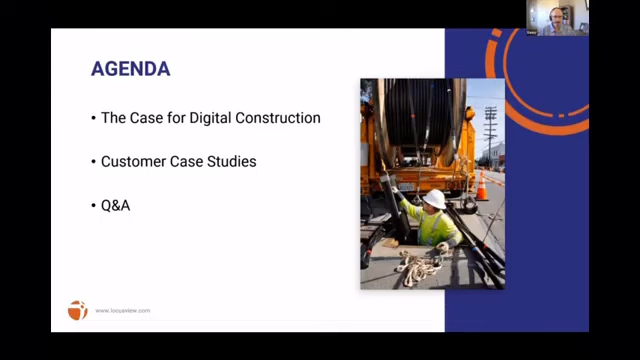 AGENDA
• The Case for Digital Construction
• Customer Case Studies
• Q&A
www.locusview.com